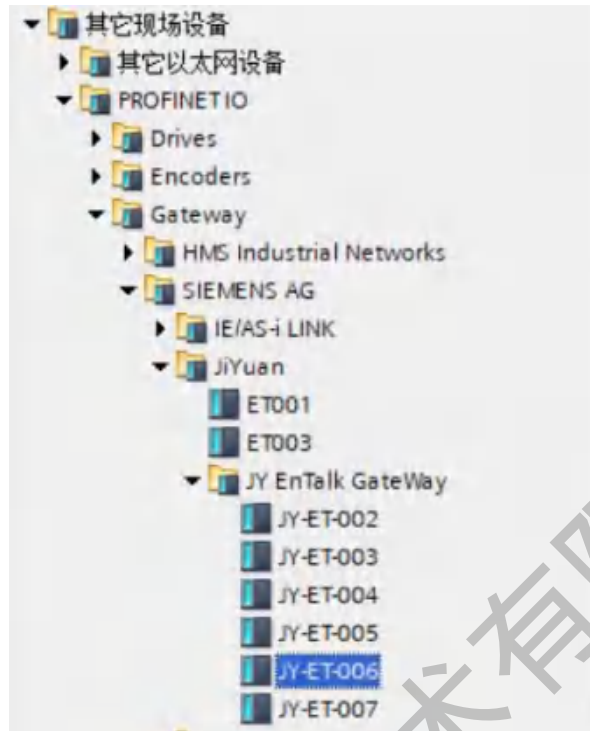 其它现场设备
其它以太网设备
PROFINET IO
Drives
Encoders
Gateway
HMS Industrial Networks
SIEMENS AG
IE/AS-i LINK
JiYuan
ET001
ET003
JY EnTalk GateWay
JY-ET-002
JY-ET-003
JY-ET-004
JY-ET-005
JY-ET-006
JY-ET-007
术有